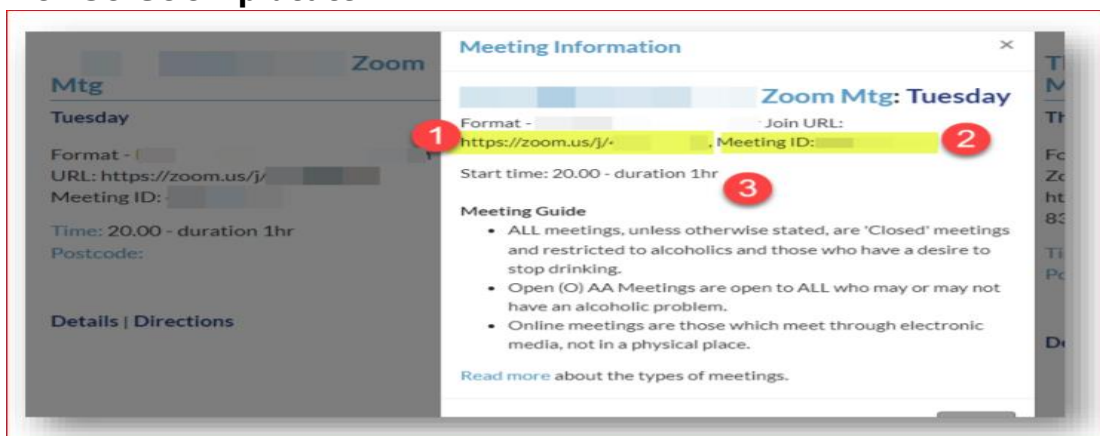 Zoom
Mtg
Tuesday
Format -
URL: https://zoom.us/j/
Meeting ID:
Time: 20.00 - duration 1hr
Postcode:
Details | Directions
Meeting Information ×
Zoom Mtg: Tuesday
Format - Join URL:
1 https://zoom.us/j/ , Meeting ID: 2
Start time: 20.00 - duration 1hr
3
Meeting Guide
• ALL meetings, unless otherwise stated, are 'Closed' meetings
and restricted to alcoholics and those who have a desire to
stop drinking.
• Open (O) AA Meetings are open to ALL who may or may not
have an alcoholic problem.
• Online meetings are those which meet through electronic
media, not in a physical place.
Read more about the types of meetings.